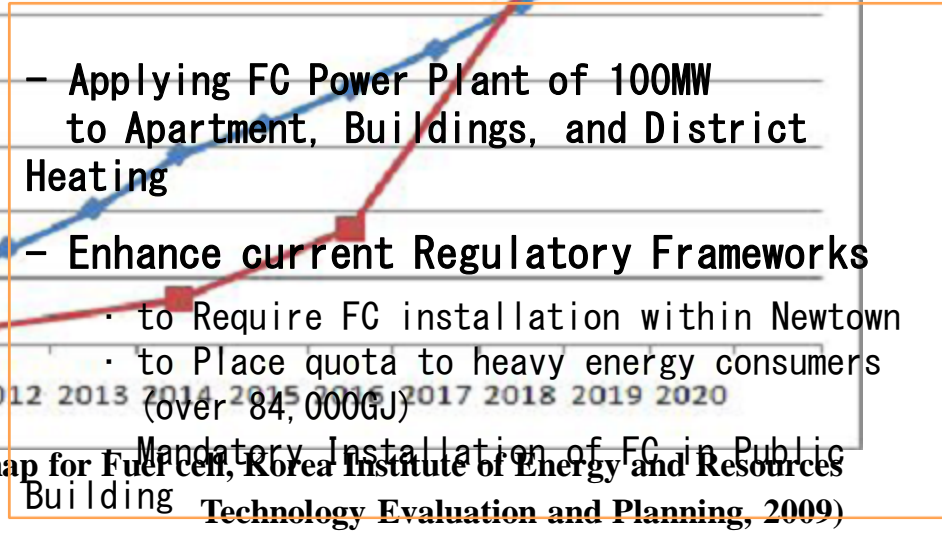 – Applying FC Power Plant of 100MW
to Apartment, Buildings, and District
Heating
– Enhance current Regulatory Frameworks
· to Require FC installation within Newtown
· to Place quota to heavy energy consumers
(over 84,000GJ)
· Mandatory Installation of FC in Public
Building
012 2013 2014 2015 2016 2017 2018 2019 2020
ap for Fuel cell, Korea Institute of Energy and Resources
Technology Evaluation and Planning, 2009)